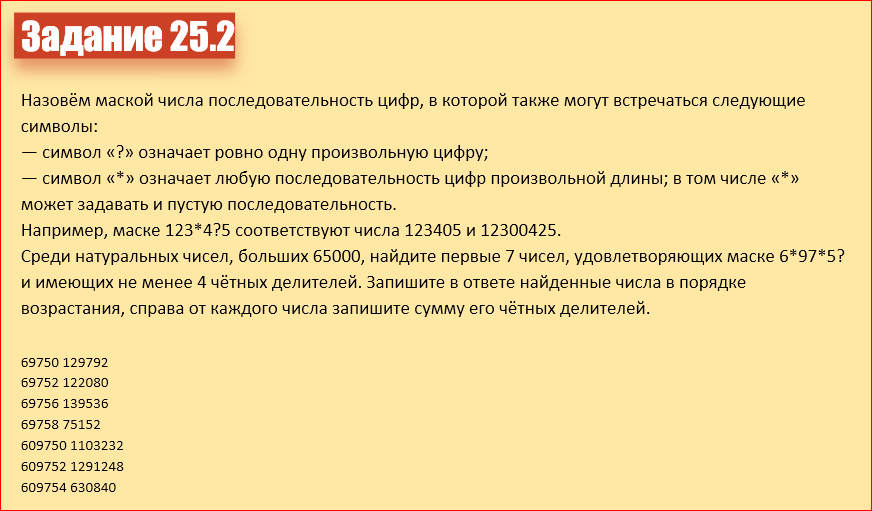 Задание 25.2
Назовём маской числа последовательность цифр, в которой также могут встречаться следующие
символы:
— символ «?» означает ровно одну произвольную цифру;
— символ «*» означает любую последовательность цифр произвольной длины; в том числе «*»
может задавать и пустую последовательность.
Например, маске 123*4?5 соответствуют числа 123405 и 12300425.
Среди натуральных чисел, больших 65000, найдите первые 7 чисел, удовлетворяющих маске 6*97*5?
и имеющих не менее 4 чётных делителей. Запишите в ответе найденные числа в порядке
возрастания, справа от каждого числа запишите сумму его чётных делителей.
69750 129792
69752 122080
69756 139536
69758 75152
609750 1103232
609752 1291248
609754 630840